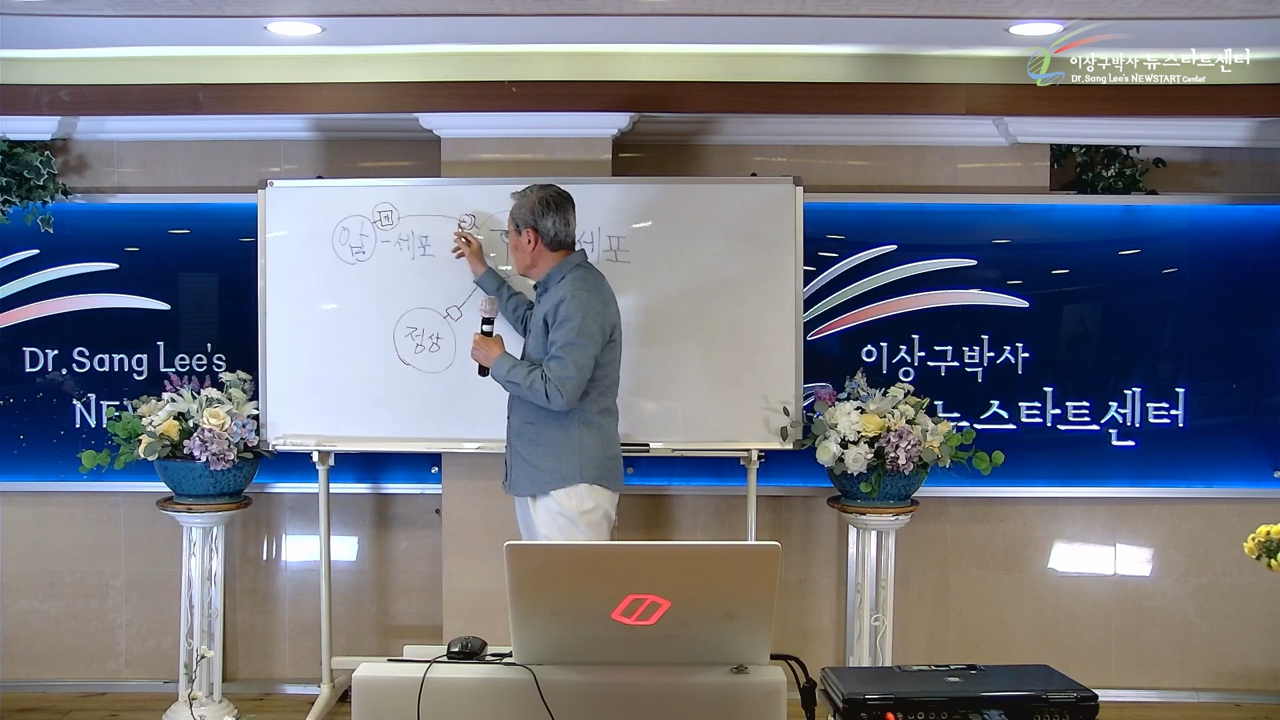 이상구박사 뉴스타트센터
Dr. Sang Lee's NEWSTART Center
암 - 세포
세포
정상
Dr. Sang Lee's
이상구박사
뉴스타트센터